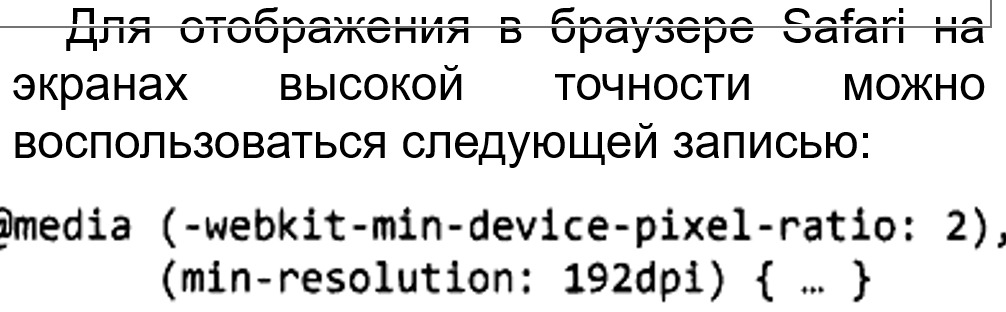 Для отображения в браузере Safari на
экранах высокой точности можно
воспользоваться следующей записью:
@media (-webkit-min-device-pixel-ratio: 2),
(min-resolution: 192dpi) { … }